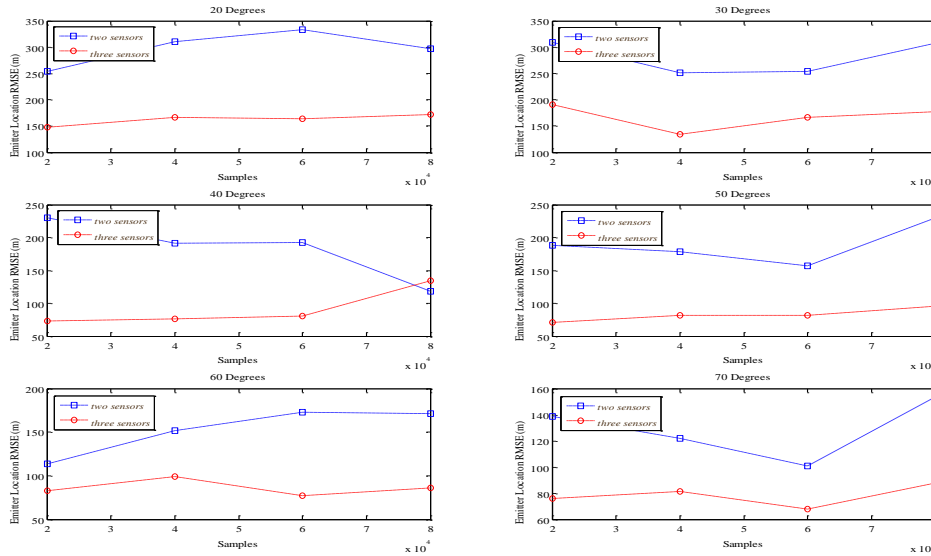 20 Degrees
350
300
250
200
150
100
Emitter Location RMSE (m)
two sensors
three sensors
2 3 4 5 6 7 8
Samples
x 10^4
30 Degrees
350
300
250
200
150
100
Emitter Location RMSE (m)
two sensors
three sensors
2 3 4 5 6 7
Samples
x 10^4
40 Degrees
250
200
150
100
50
Emitter Location RMSE (m)
two sensors
three sensors
2 3 4 5 6 7 8
Samples
x 10^4
50 Degrees
250
200
150
100
50
Emitter Location RMSE (m)
two sensors
three sensors
2 3 4 5 6 7
Samples
x 10^4
60 Degrees
200
150
100
50
Emitter Location RMSE (m)
two sensors
three sensors
2 3 4 5 6 7 8
Samples
x 10^4
70 Degrees
160
140
120
100
80
60
Emitter Location RMSE (m)
two sensors
three sensors
2 3 4 5 6 7
Samples
x 10^4